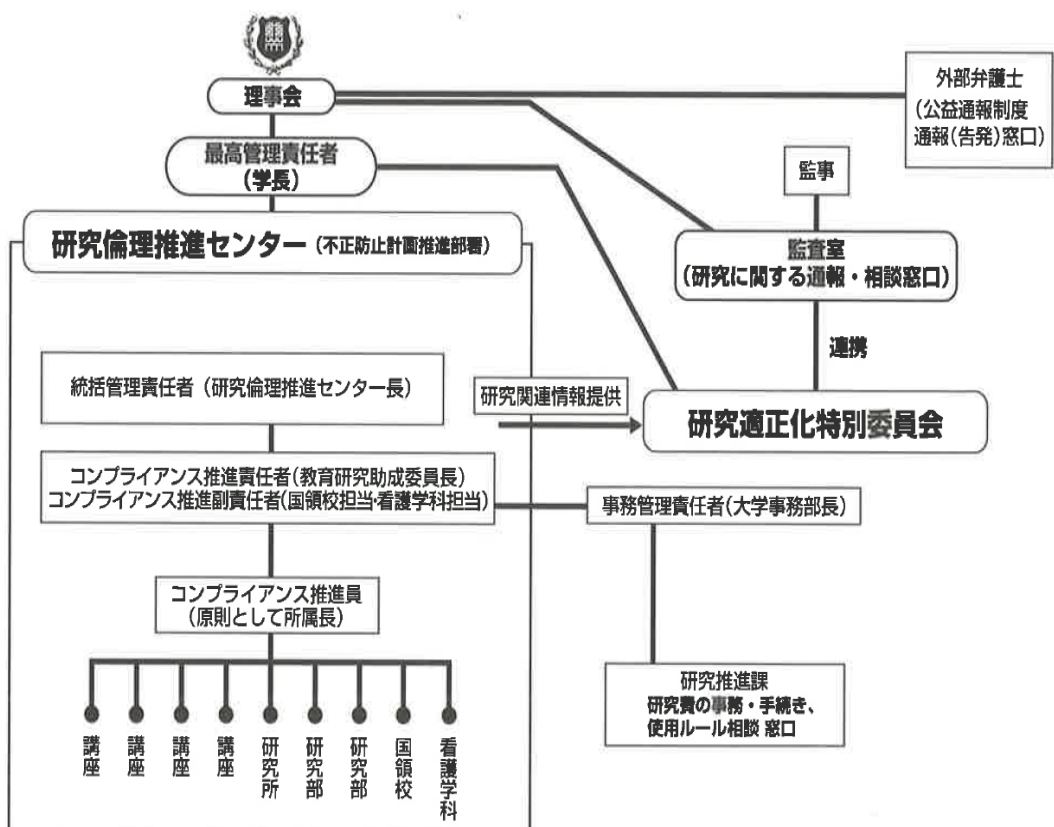 理事会
外部弁護士
(公益通報制度
通報(告発)窓口)
最高管理責任者
(学長)
監事
研究倫理推進センター(不正防止計画推進部署)
監査室
(研究に関する通報・相談窓口)
連携
統括管理責任者(研究倫理推進センター長)
研究関連情報提供
研究適正化特別委員会
コンプライアンス推進責任者(教育研究助成委員長)
コンプライアンス推進副責任者(国領校担当・看護学科担当)
事務管理責任者(大学事務部長)
コンプライアンス推進員
(原則として所属長)
研究推進課
研究費の事務・手続き、
使用ルール相談 窓口
講座
講座
講座
講座
研究所
研究部
研究部
国領校
看護学科